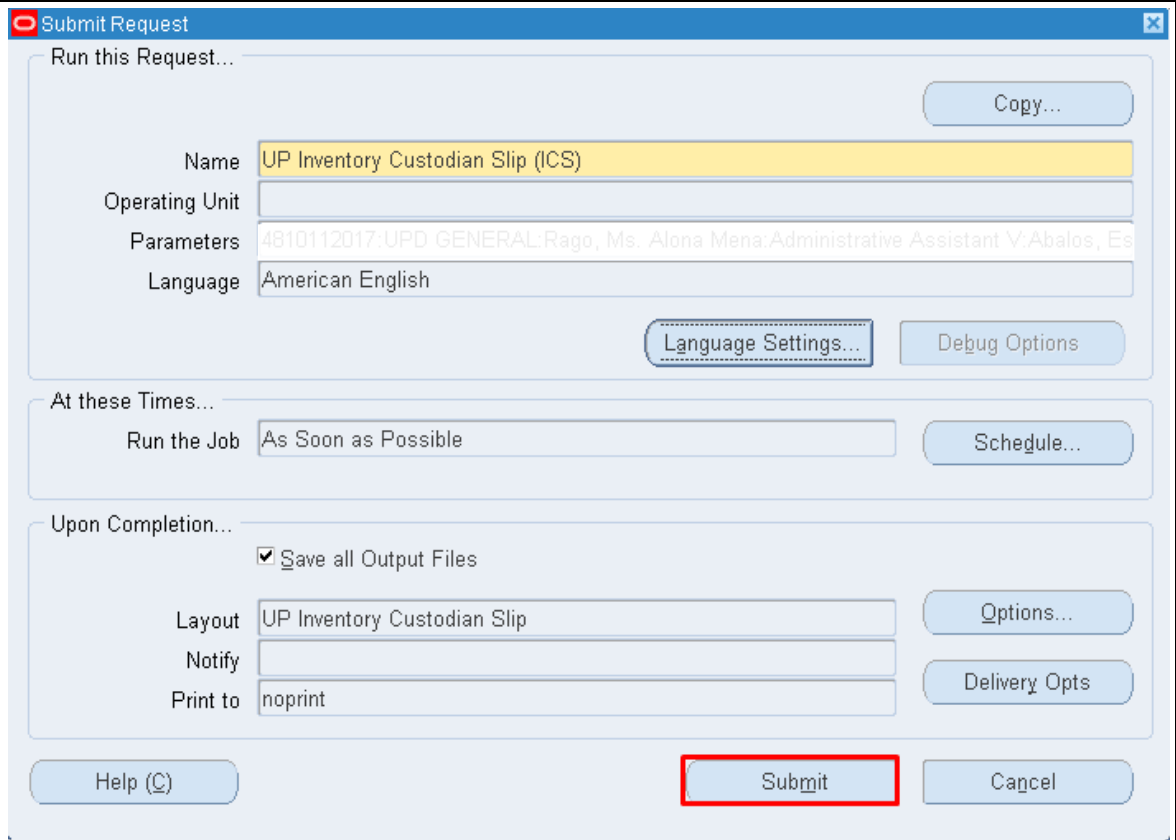 Submit Request
Run this Request...
Copy...
Name UP Inventory Custodian Slip (ICS)
Operating Unit
Parameters 4810112017:UPD GENERAL:Rago, Ms. Alona Mena:Administrative Assistant V:Abalos, Es
Language American English
Language Settings... Debug Options
At these Times...
Run the Job As Soon as Possible Schedule...
Upon Completion...
Save all Output Files
Layout UP Inventory Custodian Slip Options...
Notify
Print to noprint Delivery Opts
Help (C) Submit Cancel